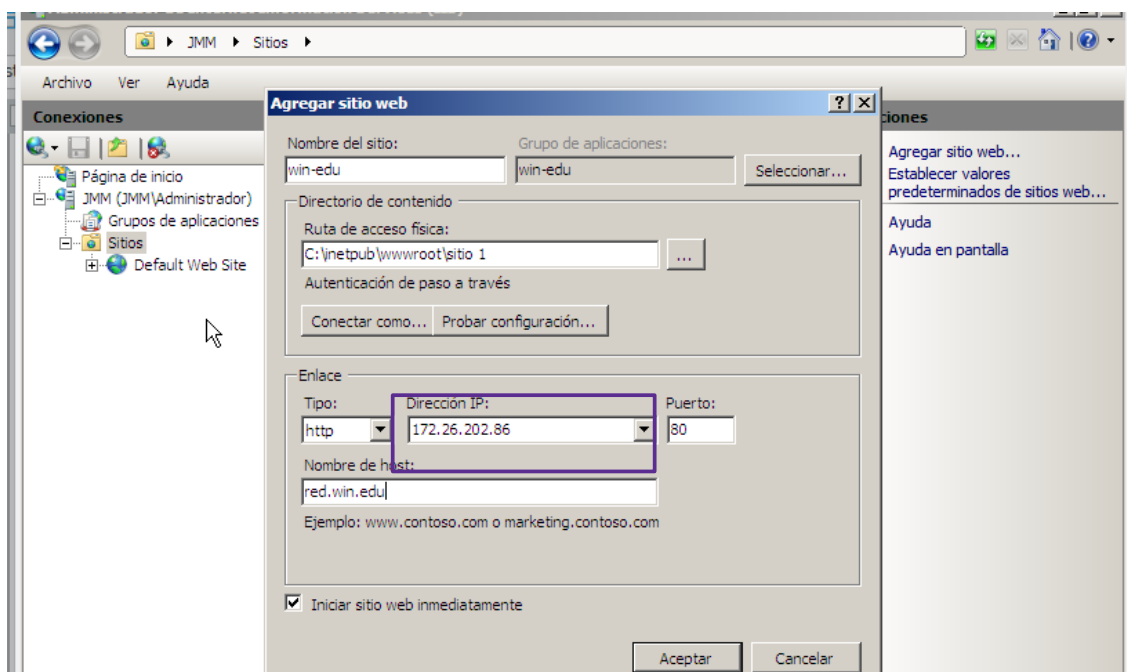 JMM ▸ Sitios ▸
Archivo Ver Ayuda
Conexiones
Página de inicio
JMM (JMM\Administrador)
Grupos de aplicaciones
Sitios
Default Web Site
Agregar sitio web
Nombre del sitio: Grupo de aplicaciones:
win-edu win-edu Seleccionar...
Directorio de contenido
Ruta de acceso física:
C:\inetpub\wwwroot\sitio 1 ...
Autenticación de paso a través
Conectar como... Probar configuración...
Enlace
Tipo: Dirección IP: Puerto:
http 172.26.202.86 80
Nombre de host:
red.win.edu
Ejemplo: www.contoso.com o marketing.contoso.com
Iniciar sitio web inmediatamente
Aceptar Cancelar
ciones
Agregar sitio web...
Establecer valores
predeterminados de sitios web...
Ayuda
Ayuda en pantalla